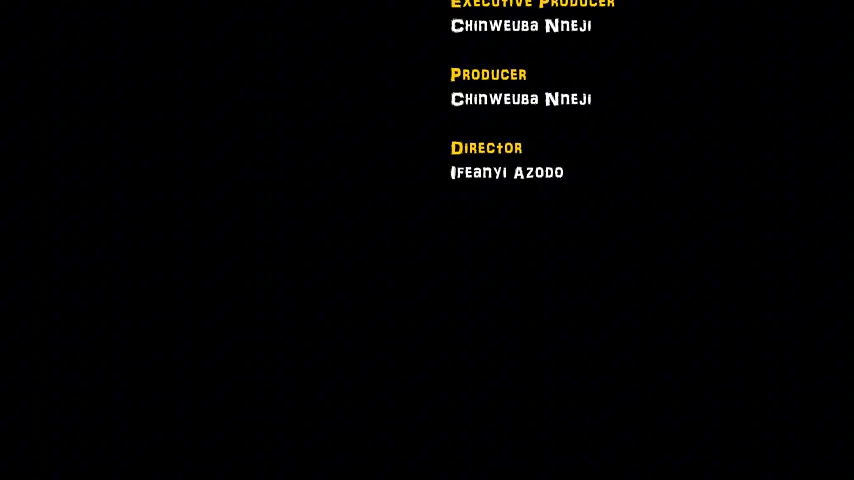 Executive Producer
Chinweuba Nneji
Producer
Chinweuba Nneji
Director
Ifeanyi Azodo